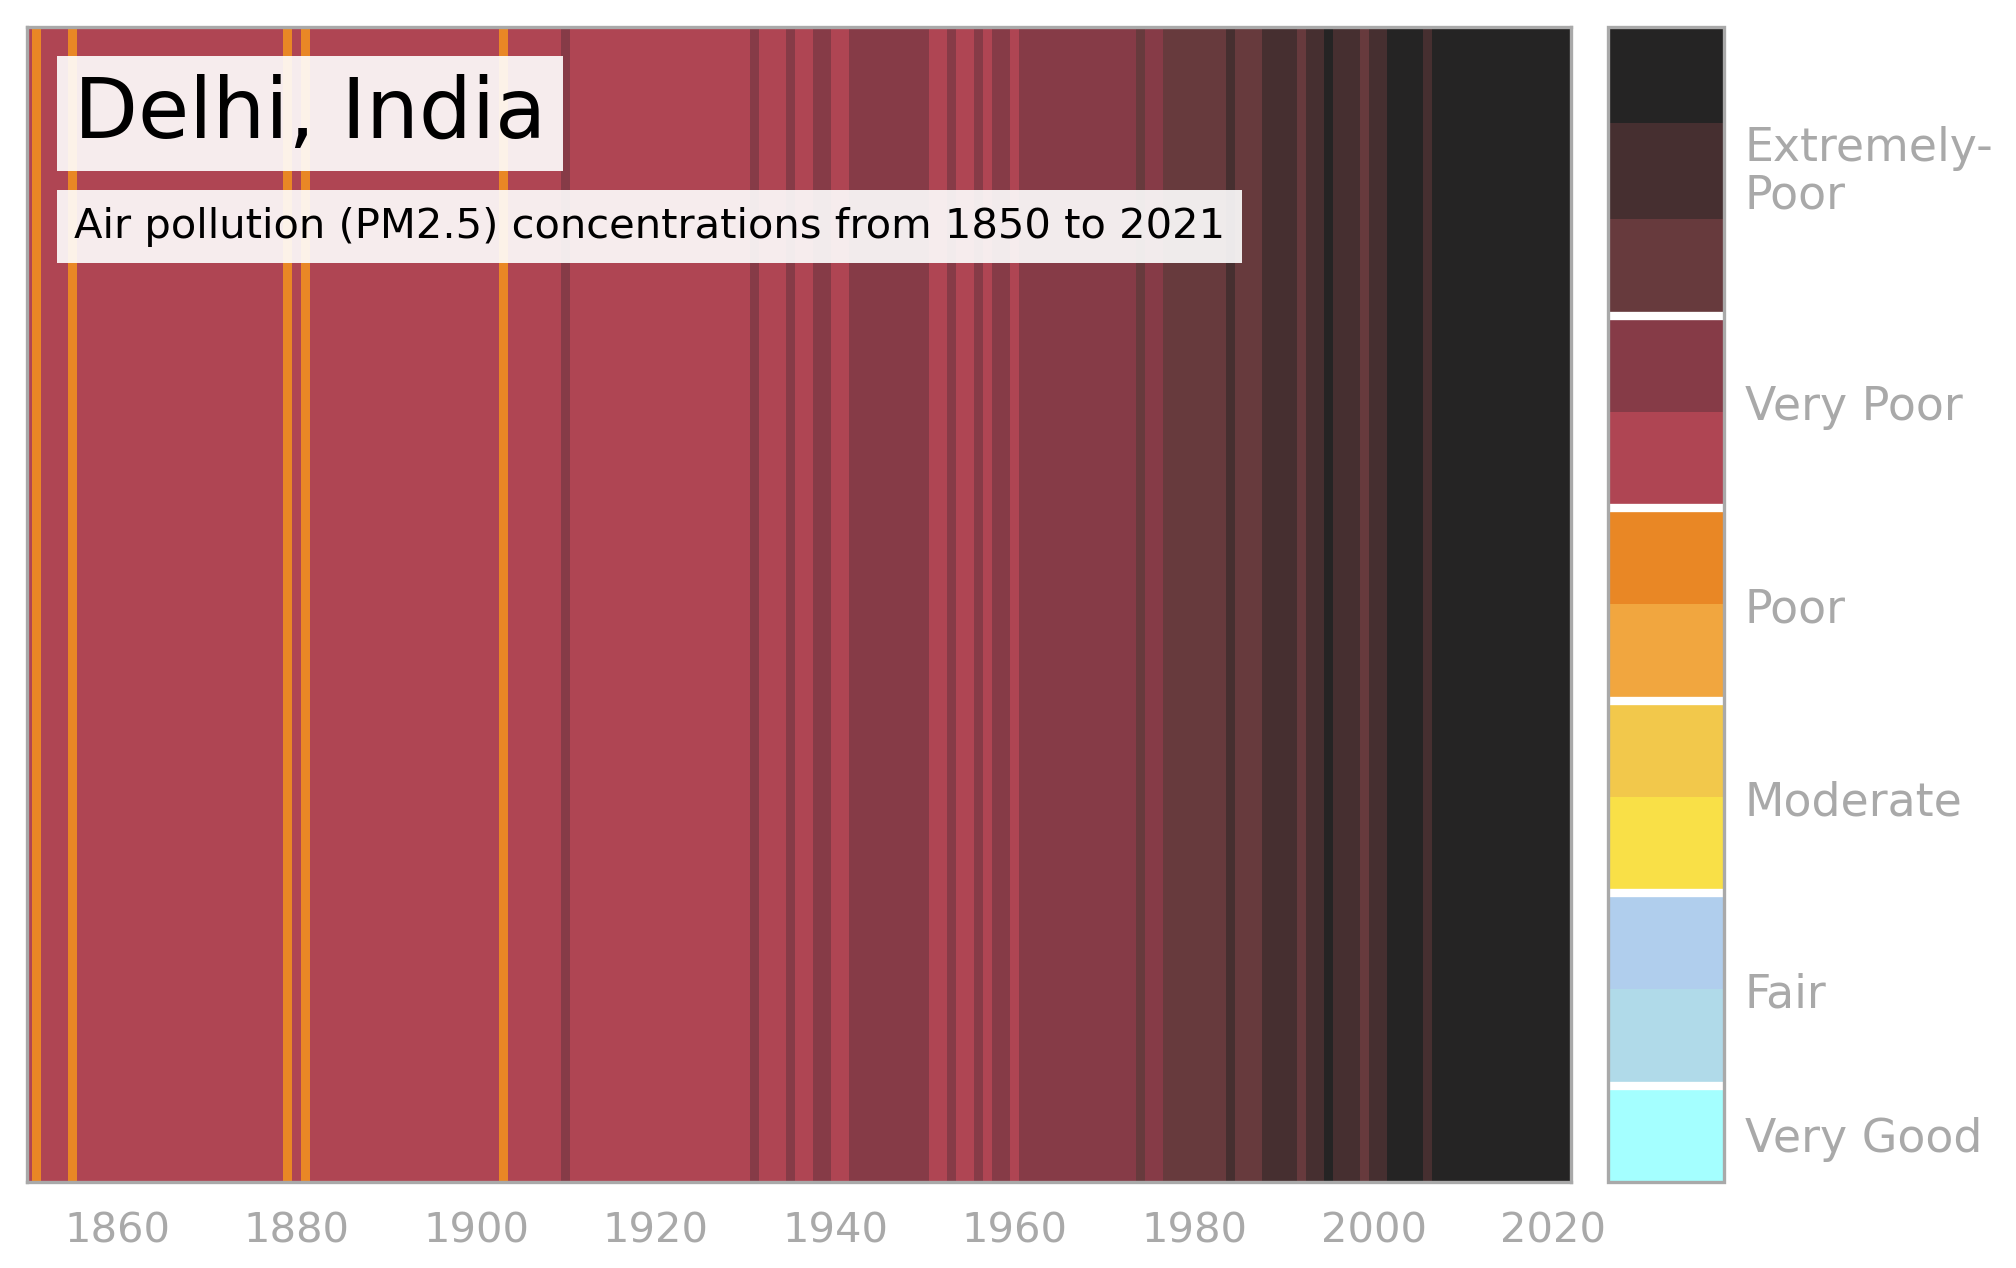 Delhi, India
Air pollution (PM2.5) concentrations from 1850 to 2021
Extremely-
Poor
Very Poor
Poor
Moderate
Fair
Very Good
1860 1880 1900 1920 1940 1960 1980 2000 2020